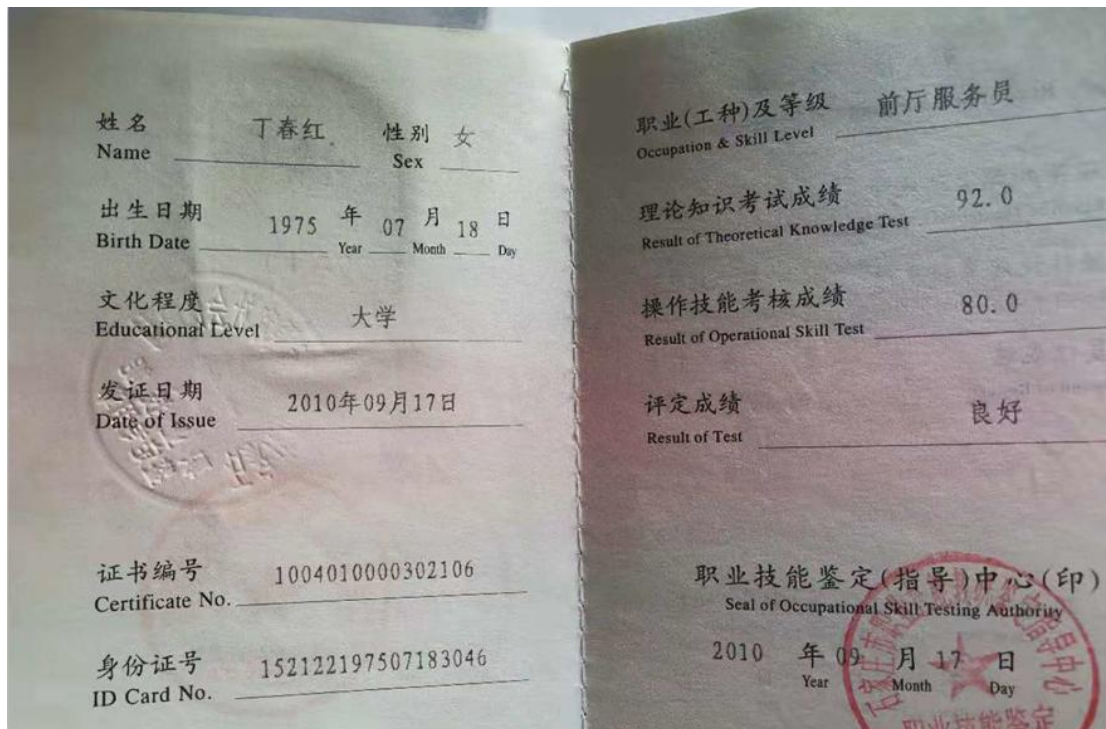 姓名 丁春红 性别 女
Name Sex
出生日期 1975 年 07 月 18 日
Birth Date Year Month Day
文化程度 大学
Educational Level
发证日期 2010年09月17日
Date of Issue
证书编号 1004010000302106
Certificate No.
身份证号 152122197507183046
ID Card No.
职业(工种)及等级 前厅服务员
Occupation & Skill Level
理论知识考试成绩 92.0
Result of Theoretical Knowledge Test
操作技能考核成绩 80.0
Result of Operational Skill Test
评定成绩 良好
Result of Test
职业技能鉴定(指导)中心(印)
Seal of Occupational Skill Testing Authority
2010 年 09 月 17 日
Year Month Day
职业技能鉴定